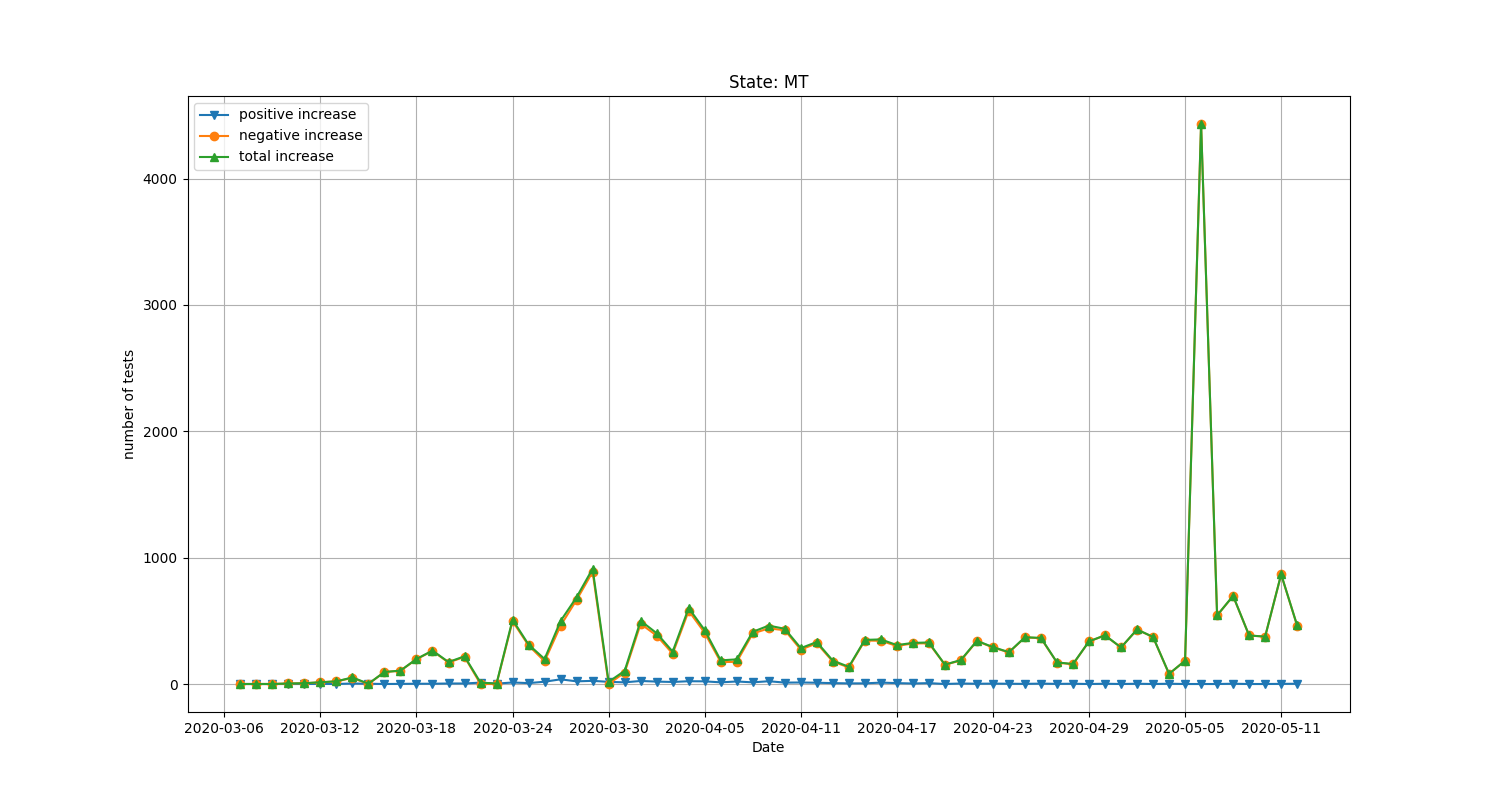 State: MT
positive increase
negative increase
total increase
4000
3000
2000
1000
0
number of tests
2020-03-06 2020-03-12 2020-03-18 2020-03-24 2020-03-30 2020-04-05 2020-04-11 2020-04-17 2020-04-23 2020-04-29 2020-05-05 2020-05-11
Date